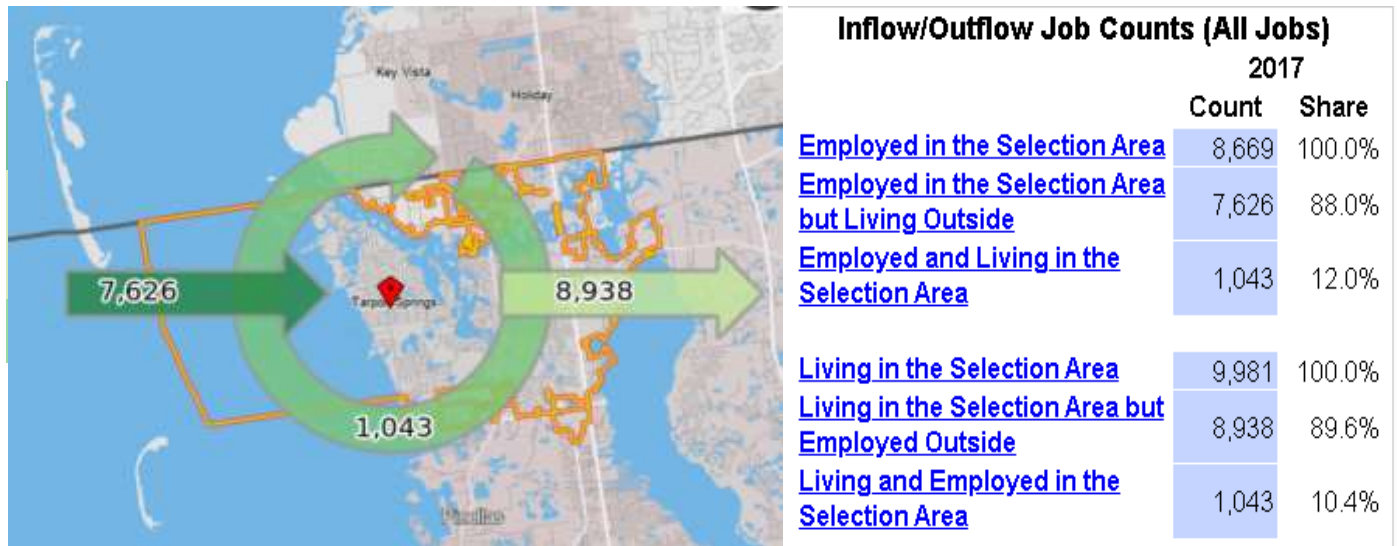 Key Vista
Holiday
7,626
Tarpon Springs
8,938
1,043
Pinellas
Inflow/Outflow Job Counts (All Jobs)
2017
Count Share
Employed in the Selection Area 8,669 100.0%
Employed in the Selection Area
but Living Outside 7,626 88.0%
Employed and Living in the
Selection Area 1,043 12.0%
Living in the Selection Area 9,981 100.0%
Living in the Selection Area but
Employed Outside 8,938 89.6%
Living and Employed in the
Selection Area 1,043 10.4%